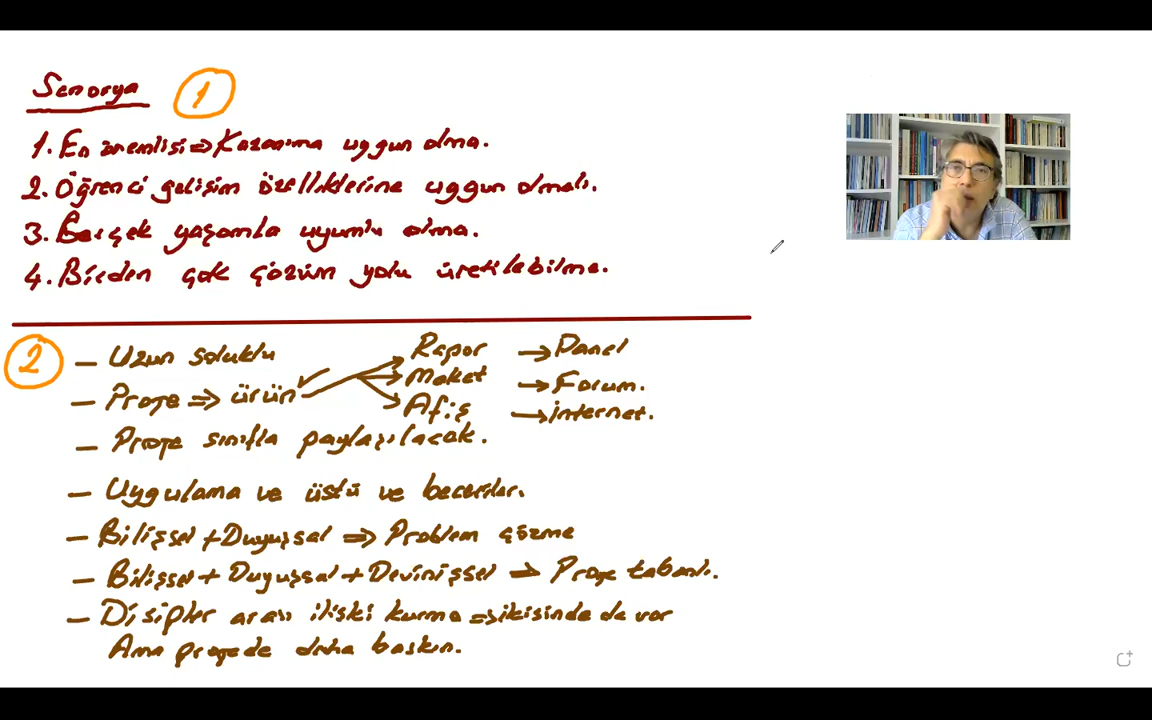 Senorya 1
1. En önemlisi ⇒ Kazanıma uygun olma.
2. Öğrenci gelişim özelliklerine uygun olmalı.
3. Gerçek yaşamla uyumlu olma.
4. Birden çok çözüm yolu üretilebilme.
2
— Uzun soluklu
— Proje ⇒ ürün
Rapor → Panel
Maket → Forum.
Afiş → internet.
— Proje sınıfla paylaşılacak.
— Uygulama ve üstü ve beceriler.
— Bilişsel + Duyuşsal ⇒ Problem çözme
— Bilişsel + Duyuşsal + Devinişsel → Proje tabanlı.
— Disipler arası ilişki kurma ⇒ ikisinde de var
Ama projede daha baskın.